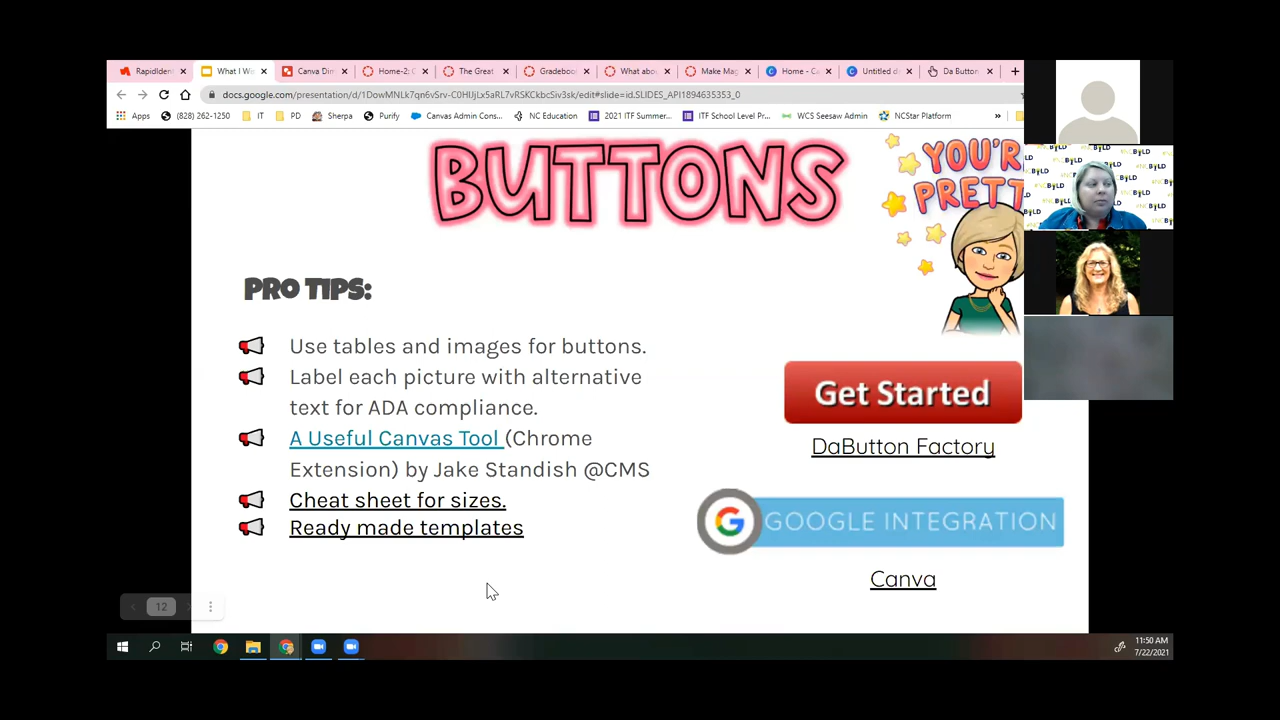 RapidIdent
What I W
Canva Dim
Home-2; C
The Great
Gradeboo
What abou
Make Mag
Home - Ca
Untitled d
Da Button
docs.google.com/presentation/d/1DowMNLk7qn6vSrv-C0HUjLx5aRL7vRSKCkbcSiv3sk/edit#slide=id.SLIDES_API1894635353_0
Apps
(828) 262-1250
IT
PD
Sherpa
Purify
Canvas Admin Cons...
NC Education
2021 ITF Summer...
ITF School Level Pr...
WCS Seesaw Admin
NCStar Platform
»
BUTTONS
YOU'R
PRETT
PRO TIPS:
Use tables and images for buttons.
Label each picture with alternative
text for ADA compliance.
A Useful Canvas Tool (Chrome
Extension) by Jake Standish @CMS
Cheat sheet for sizes.
Ready made templates
Get Started
DaButton Factory
G GOOGLE INTEGRATION
Canva
12
11:50 AM
7/22/2021